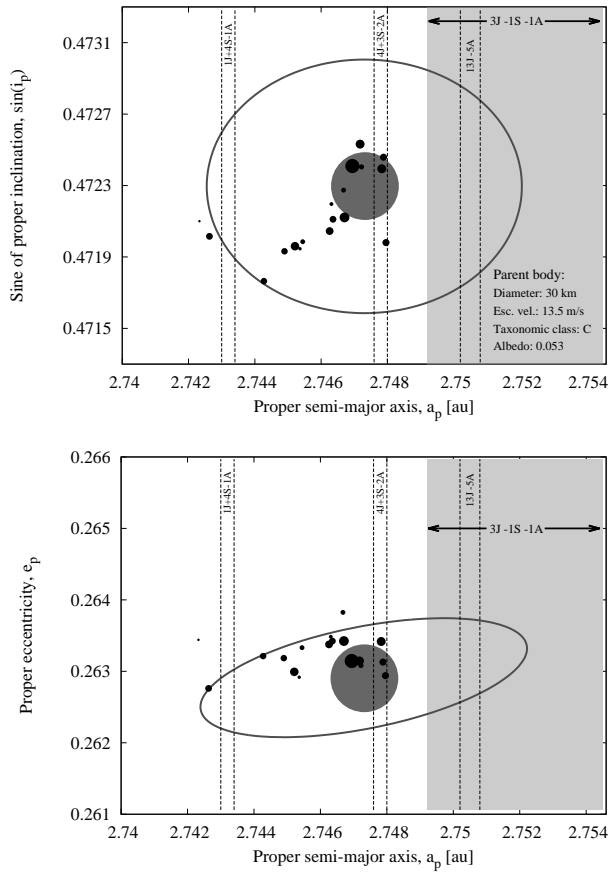 3J -1S -1A
1J+4S-1A
4J+3S-2A
13J -5A
0.4731
0.4727
0.4723
0.4719
0.4715
Sine of proper inclination, sin(i_p)
Parent body:
Diameter: 30 km
Esc. vel.: 13.5 m/s
Taxonomic class: C
Albedo: 0.053
2.74 2.742 2.744 2.746 2.748 2.75 2.752 2.754
Proper semi-major axis, a_p [au]
0.266
0.265
0.264
0.263
0.262
0.261
Proper eccentricity, e_p
1J+4S-1A
4J+3S-2A
13J -5A
3J -1S -1A
2.74 2.742 2.744 2.746 2.748 2.75 2.752 2.754
Proper semi-major axis, a_p [au]